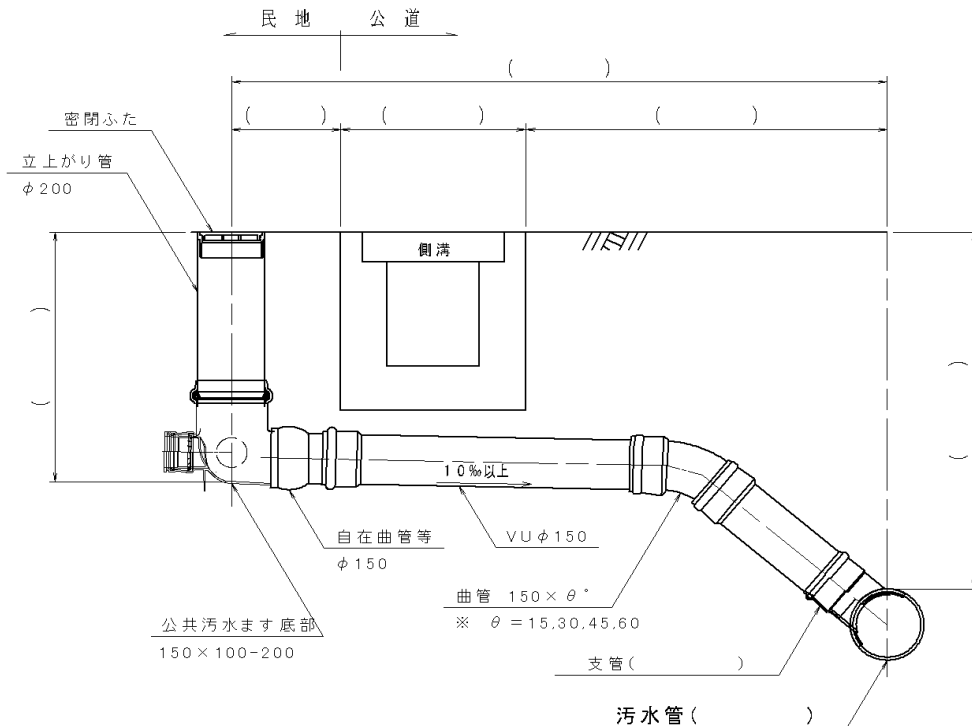 民地　公道
(　　　)
(　　　) (　　　) (　　　)
密閉ふた
立上がり管
φ200
側溝
(　　　)
(　　　)
10‰以上
自在曲管等
φ150
VUφ150
曲管 150×θ°
※ θ=15,30,45,60
公共汚水ます底部
150×100-200
支管(　　　)
汚水管(　　　)